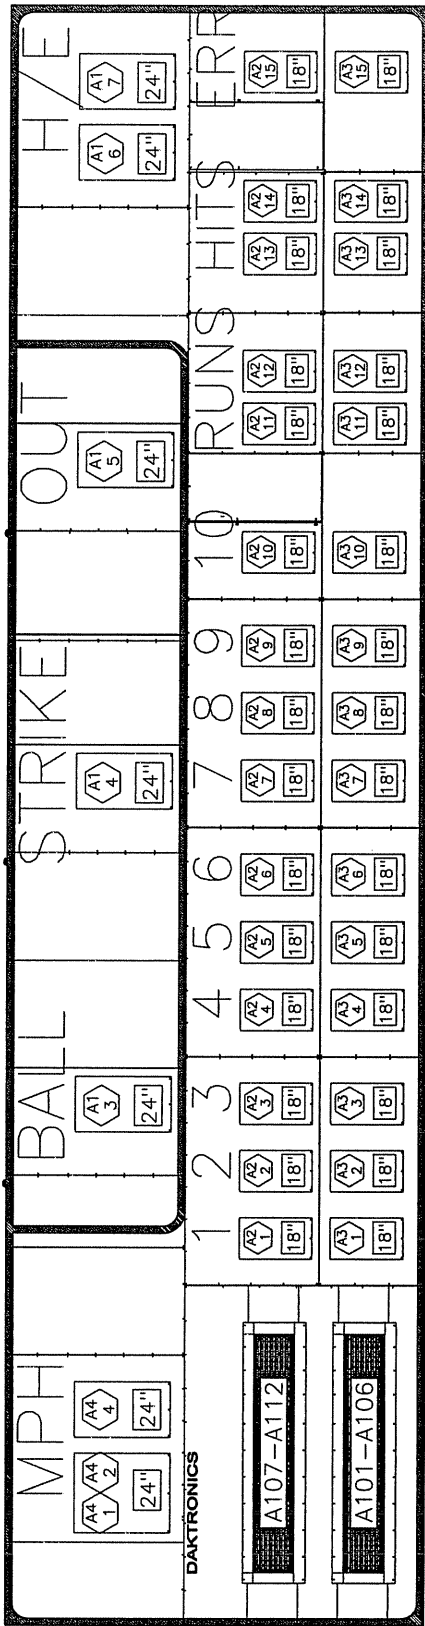 MPH BALL STRIKE OUT H/E
A4 A4 A4 A1 A1 A1 A1 A1
1 2 4 3 4 5 6 7
24" 24" 24" 24" 24" 24" 24"
DAKTRONICS 1 2 3 4 5 6 7 8 9 10 RUNS HITS ERR
A2 A2 A2 A2 A2 A2 A2 A2 A2 A2 A2 A2 A2 A2 A2
1 2 3 4 5 6 7 8 9 10 11 12 13 14 15
A107-A112 18" 18" 18" 18" 18" 18" 18" 18" 18" 18" 18" 18" 18" 18" 18"
A3 A3 A3 A3 A3 A3 A3 A3 A3 A3 A3 A3 A3 A3 A3
1 2 3 4 5 6 7 8 9 10 11 12 13 14 15
A101-A106 18" 18" 18" 18" 18" 18" 18" 18" 18" 18" 18" 18" 18" 18" 18"